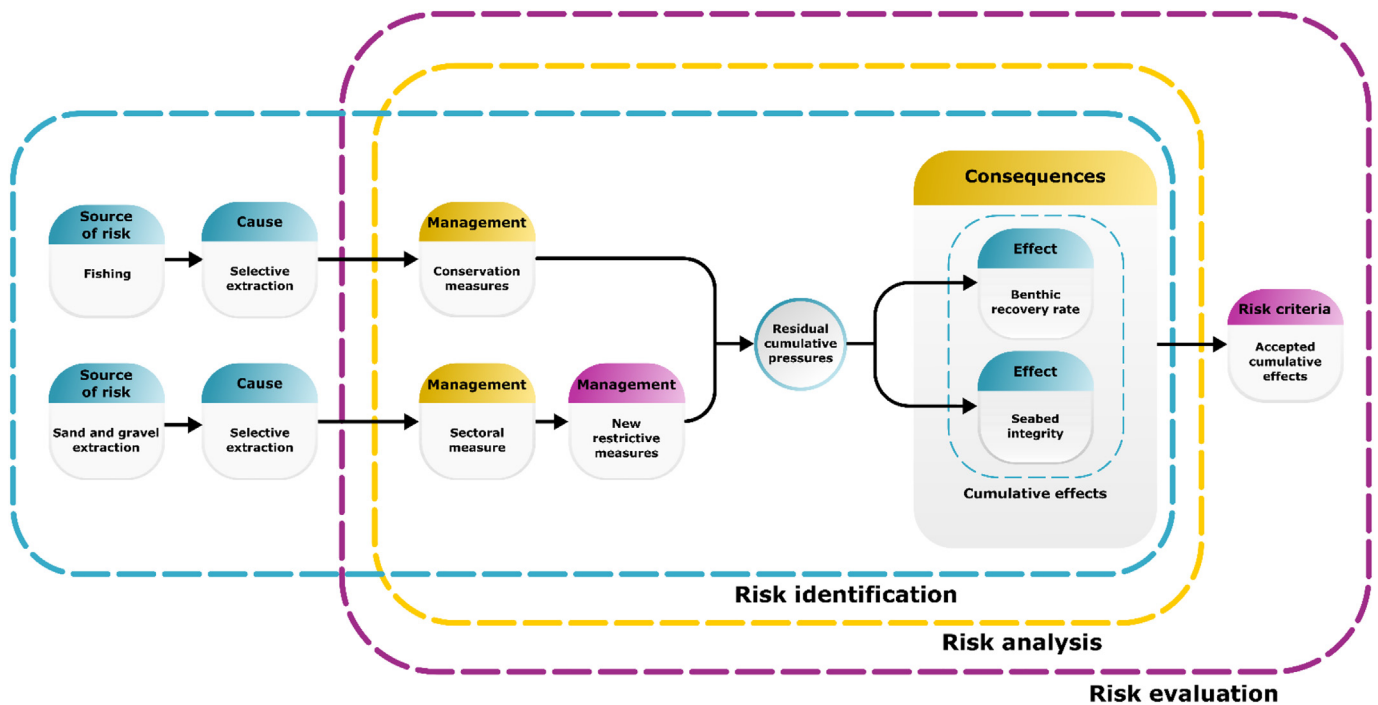 Consequences
Source
of risk
Fishing
Cause
Selective
extraction
Management
Conservation
measures
Residual
cumulative
pressures
Effect
Benthic
recovery rate
Risk criteria
Accepted
cumulative
effects
Source
of risk
Sand and gravel
extraction
Cause
Selective
extraction
Management
Sectoral
measure
Management
New
restrictive
measures
Effect
Seabed
integrity
Cumulative effects
Risk identification
Risk analysis
Risk evaluation